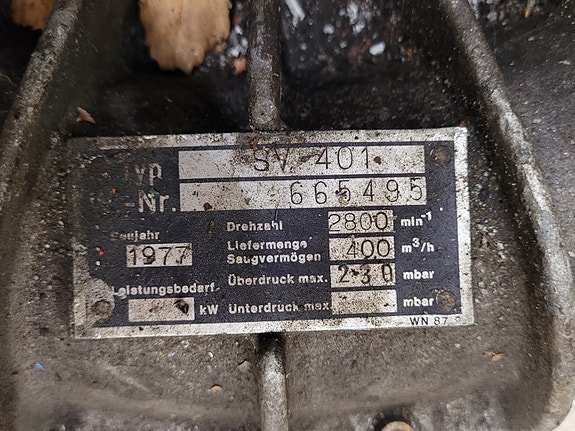 Typ SV 401
-Nr. 665495
Baujahr Drehzahl 2800 min⁻¹
1977 Liefermenge Saugvermögen 400 m³/h
Leistungsbedarf Überdruck max. 230 mbar
kW Unterdruck max. mbar
WN 87